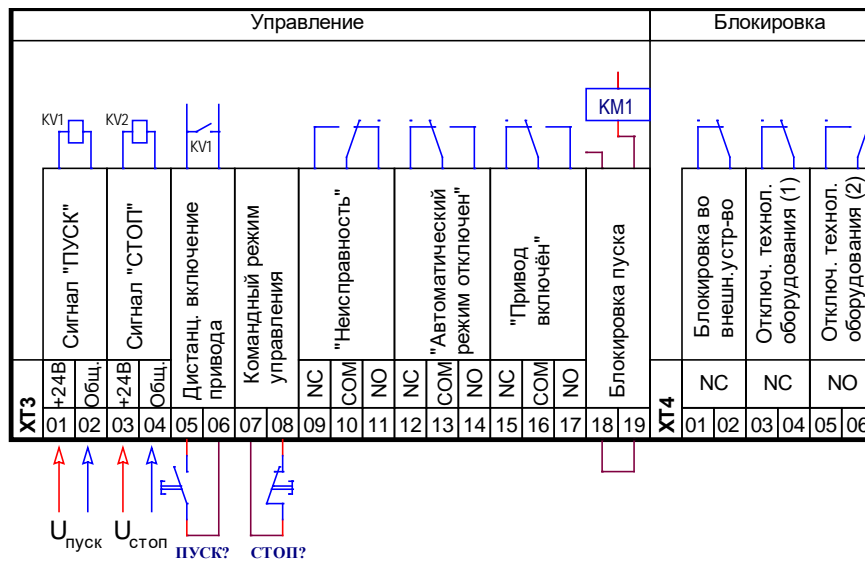 Управление
Блокировка
KV1
KV2
KV1
KM1
Сигнал "ПУСК"
Сигнал "СТОП"
Дистанц. включение
привода
Командный режим
управления
"Неисправность"
"Автоматический
режим отключен"
"Привод
включён"
Блокировка пуска
Блокировка во
внешн.устр-во
Отключ. технол.
оборудования (1)
Отключ. технол.
оборудования (2)
XT3
+24В
Общ.
+24В
Общ.
NC
COM
NO
NC
COM
NO
NC
COM
NO
XT4
NC
NC
NO
01 02 03 04 05 06 07 08 09 10 11 12 13 14 15 16 17 18 19 01 02 03 04 05 06
Uпуск
Uстоп
ПУСК?
СТОП?